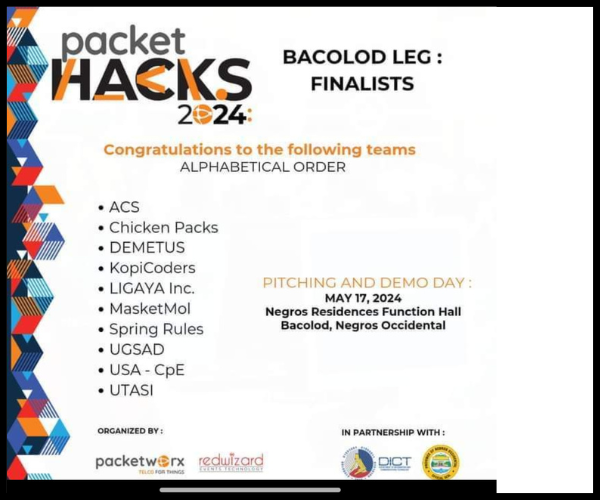 packet
HACKS
2024:
BACOLOD LEG :
FINALISTS
Congratulations to the following teams
ALPHABETICAL ORDER
• ACS
• Chicken Packs
• DEMETUS
• KopiCoders
• LIGAYA Inc.
• MasketMol
• Spring Rules
• UGSAD
• USA - CpE
• UTASI
PITCHING AND DEMO DAY :
MAY 17, 2024
Negros Residences Function Hall
Bacolod, Negros Occidental
ORGANIZED BY :
packetworx
TELCO FOR THINGS
redwizard
EVENTS TECHNOLOGY
IN PARTNERSHIP WITH :
DICT